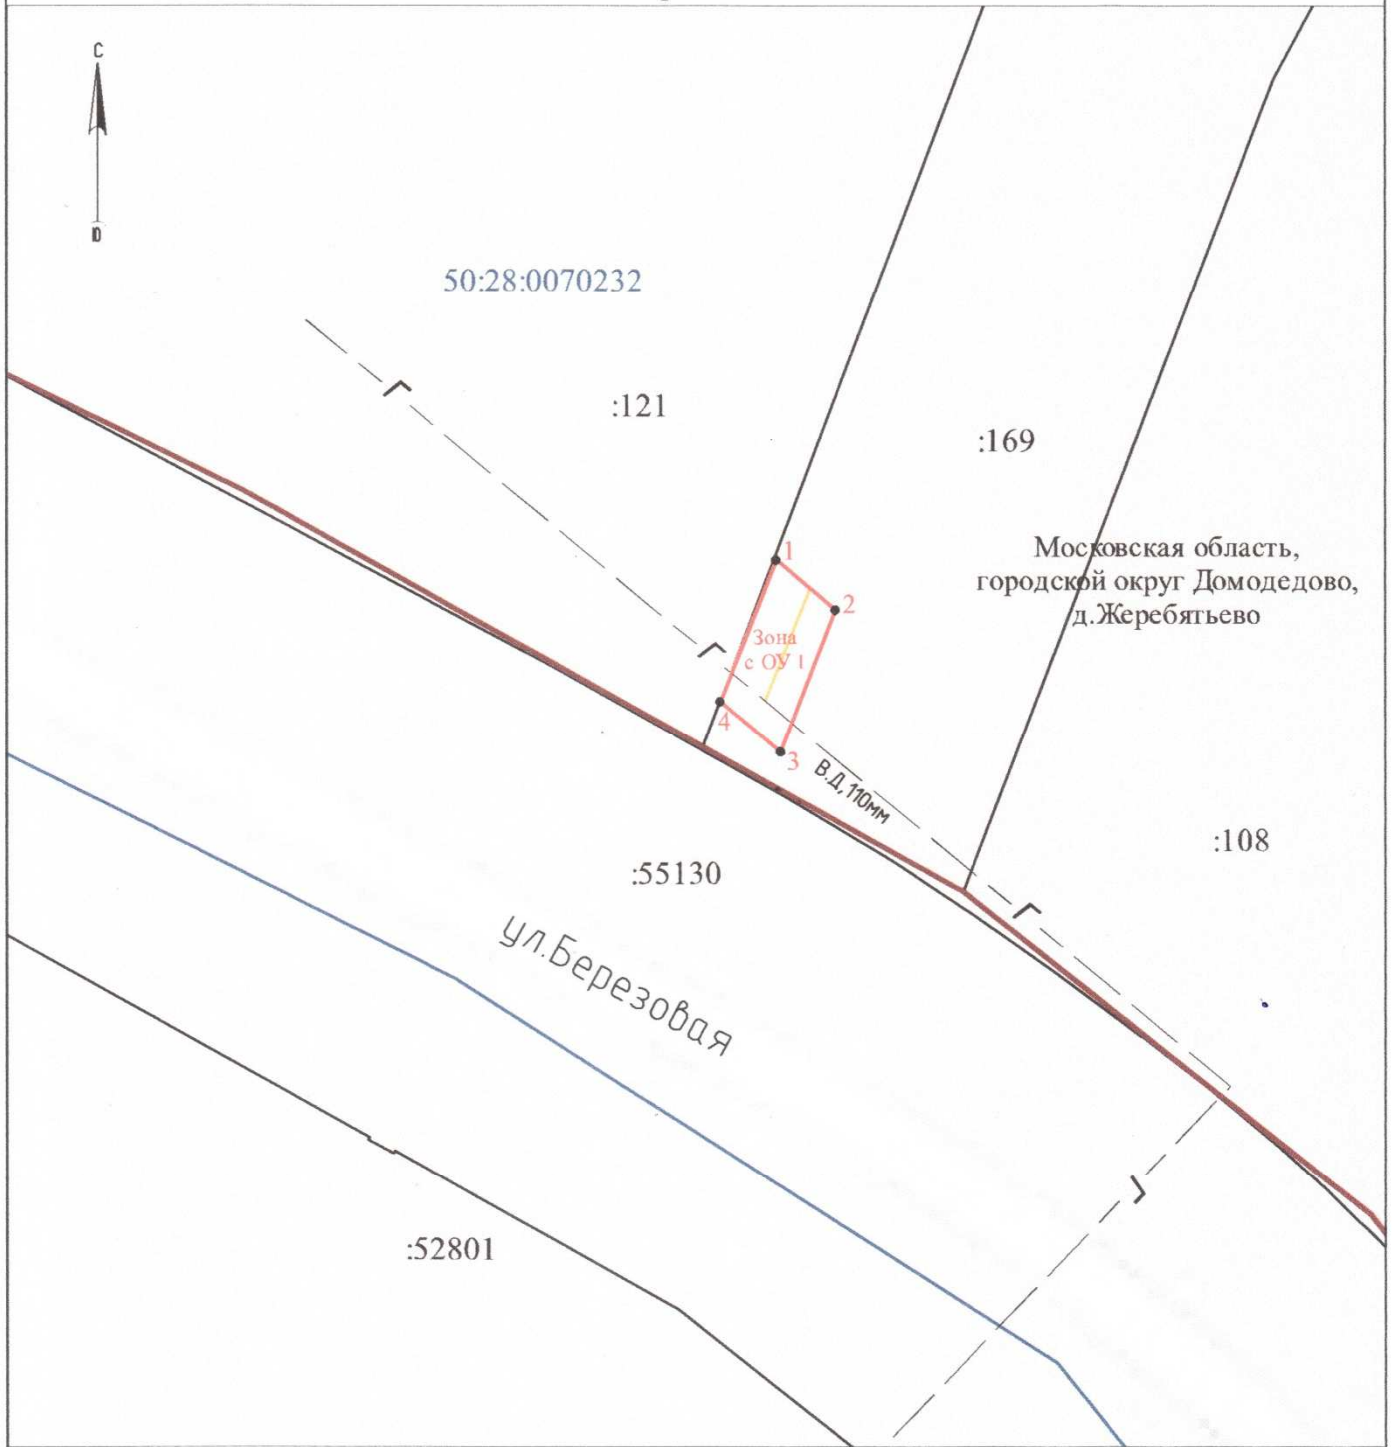 С
Ю
50:28:0070232
:121
:169
Московская область,
городской округ Домодедово,
д.Жеребятьево
1
2
Зона
с ОУ 1
4
3
В.Д, 110мм
:108
:55130
ул.Березовая
:52801
Г
Г
Г
Г